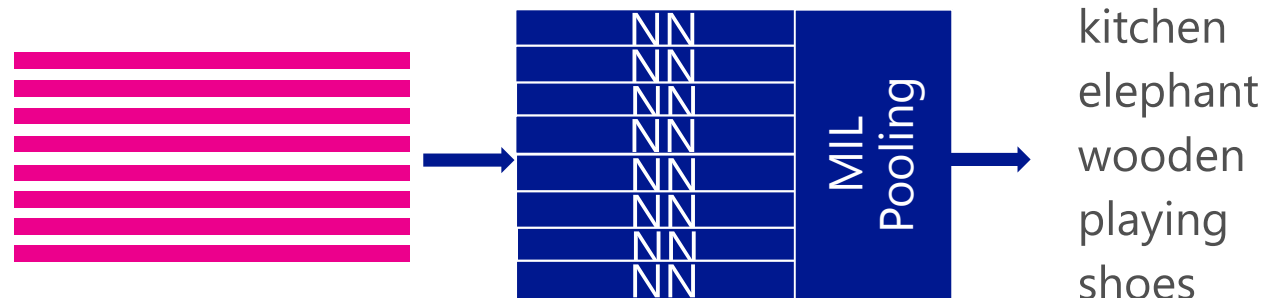 NN
NN
NN
NN
NN
NN
NN
NN
MIL
Pooling
kitchen
elephant
wooden
playing
shoes